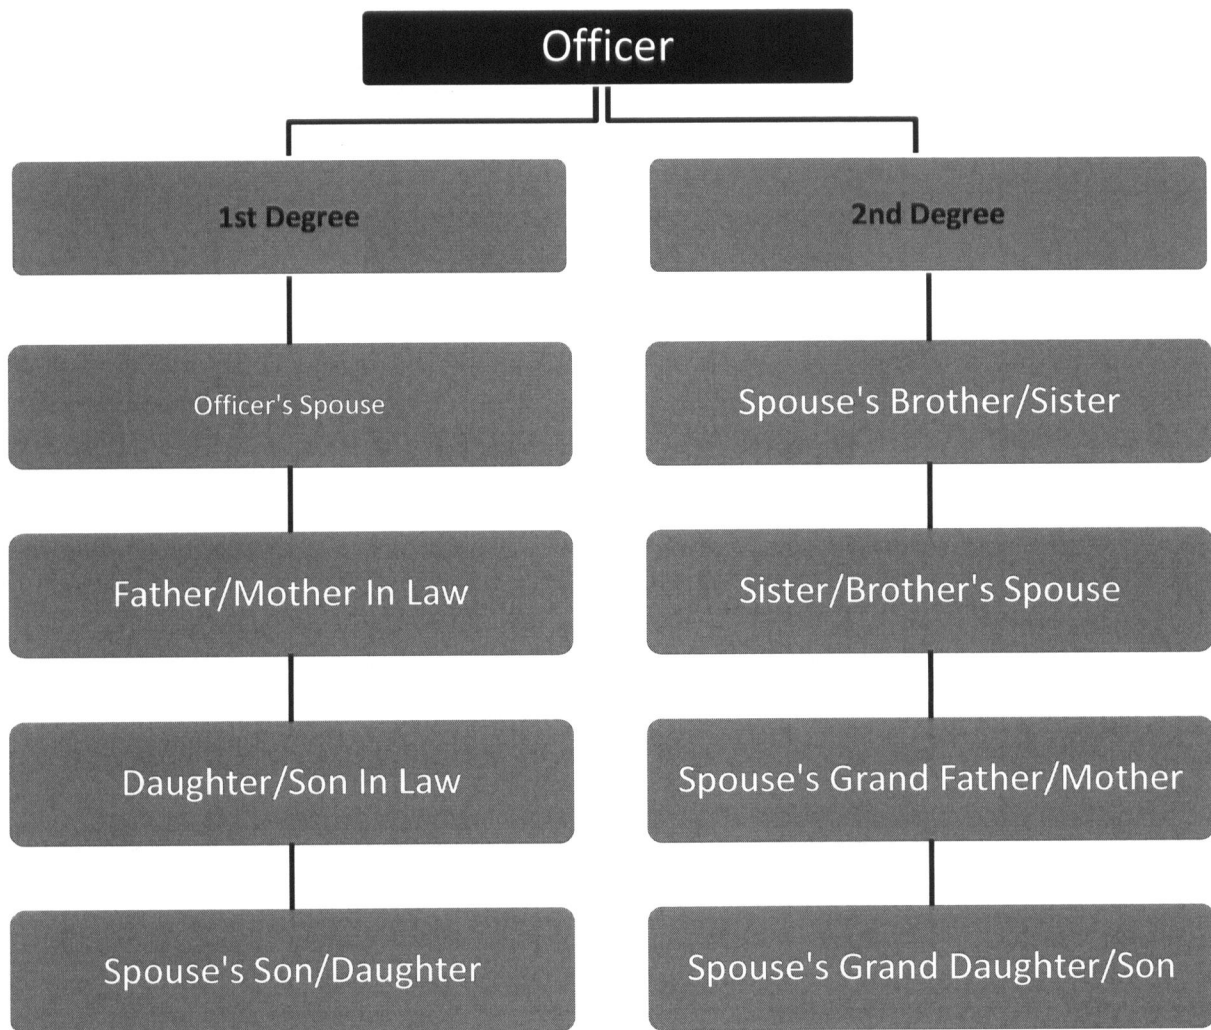 Officer
1st Degree
2nd Degree
Officer's Spouse
Spouse's Brother/Sister
Father/Mother In Law
Sister/Brother's Spouse
Daughter/Son In Law
Spouse's Grand Father/Mother
Spouse's Son/Daughter
Spouse's Grand Daughter/Son